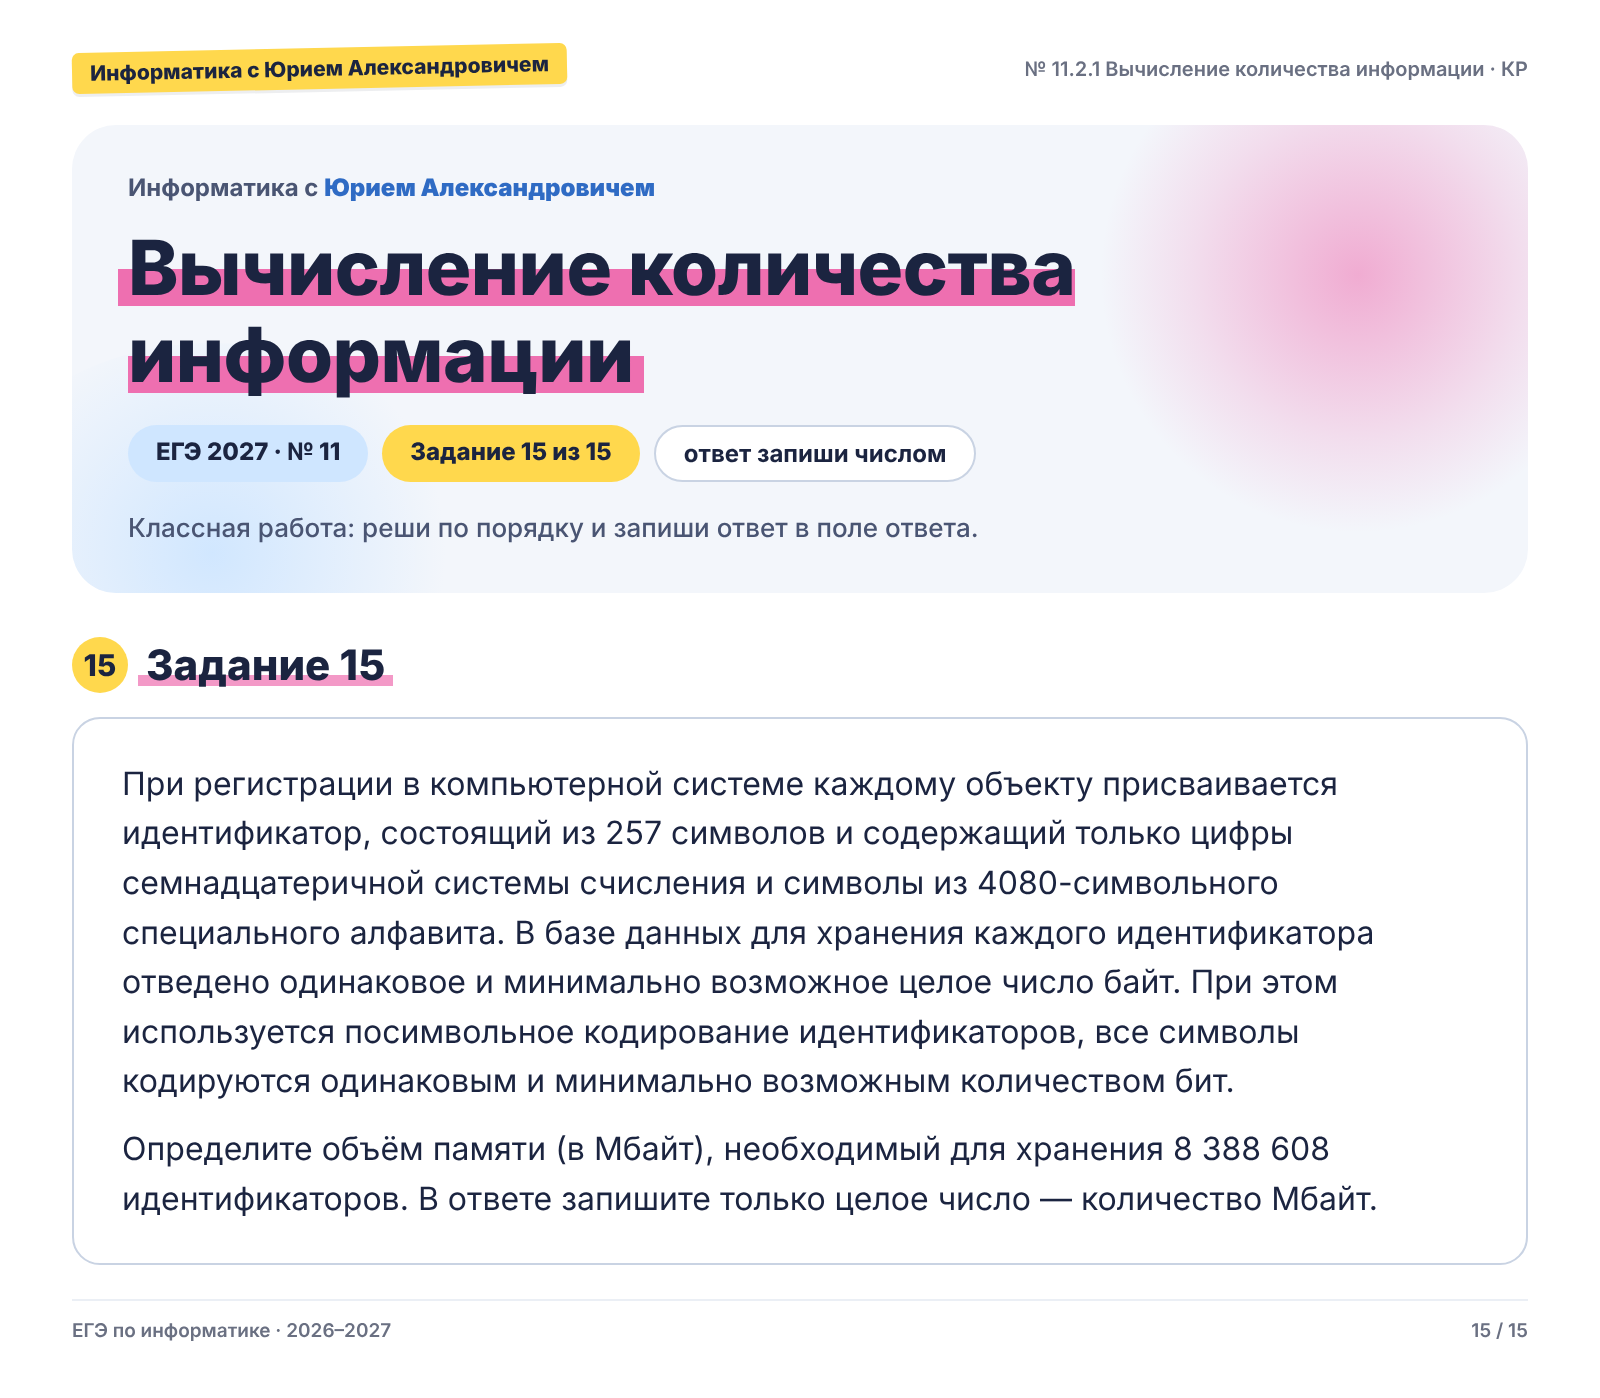 Информатика с Юрием Александровичем
№ 11.2.1 Вычисление количества информации · КР
Информатика с Юрием Александровичем
Вычисление количества
информации
ЕГЭ 2027 · № 11
Задание 15 из 15
ответ запиши числом
Классная работа: реши по порядку и запиши ответ в поле ответа.
15 Задание 15
При регистрации в компьютерной системе каждому объекту присваивается
идентификатор, состоящий из 257 символов и содержащий только цифры
семнадцатеричной системы счисления и символы из 4080-символьного
специального алфавита. В базе данных для хранения каждого идентификатора
отведено одинаковое и минимально возможное целое число байт. При этом
используется посимвольное кодирование идентификаторов, все символы
кодируются одинаковым и минимально возможным количеством бит.
Определите объём памяти (в Мбайт), необходимый для хранения 8 388 608
идентификаторов. В ответе запишите только целое число — количество Мбайт.
ЕГЭ по информатике · 2026–2027
15 / 15